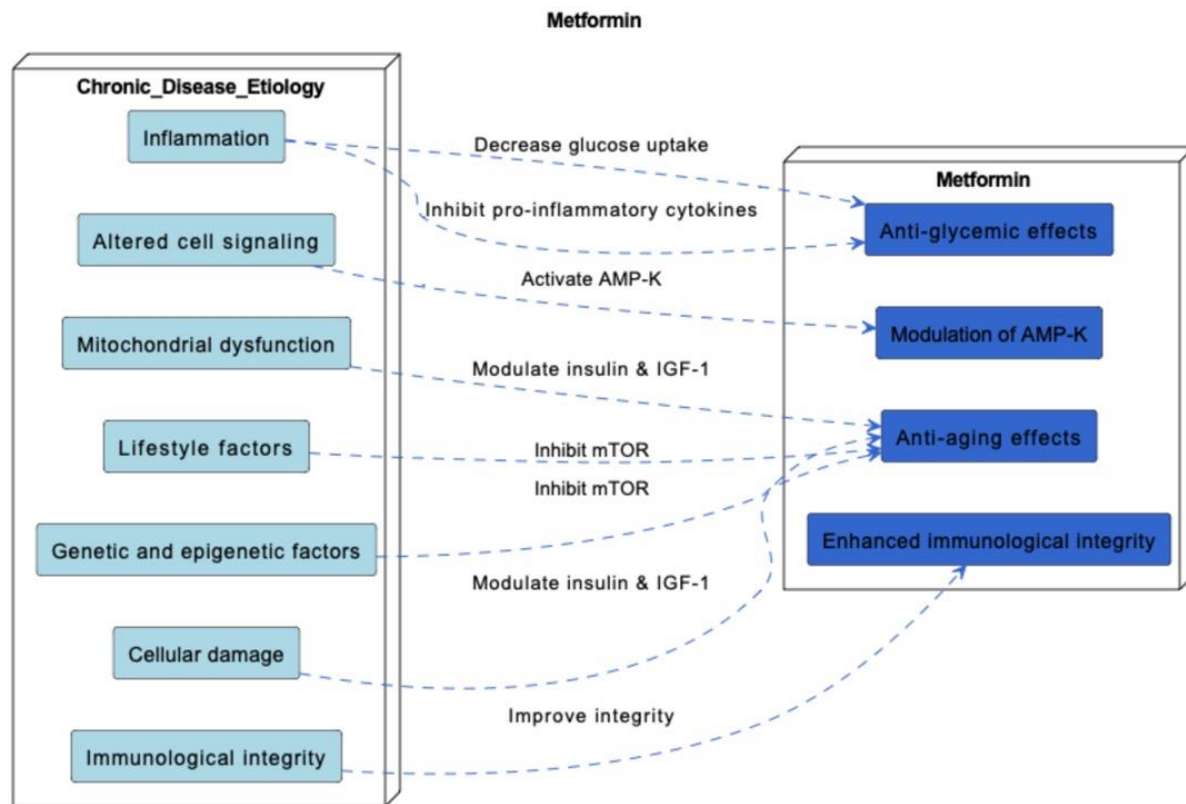 Metformin
Chronic_Disease_Etiology
Inflammation
Altered cell signaling
Mitochondrial dysfunction
Lifestyle factors
Genetic and epigenetic factors
Cellular damage
Immunological integrity
Decrease glucose uptake
Inhibit pro-inflammatory cytokines
Activate AMP-K
Modulate insulin & IGF-1
Inhibit mTOR
Inhibit mTOR
Modulate insulin & IGF-1
Improve integrity
Metformin
Anti-glycemic effects
Modulation of AMP-K
Anti-aging effects
Enhanced immunological integrity